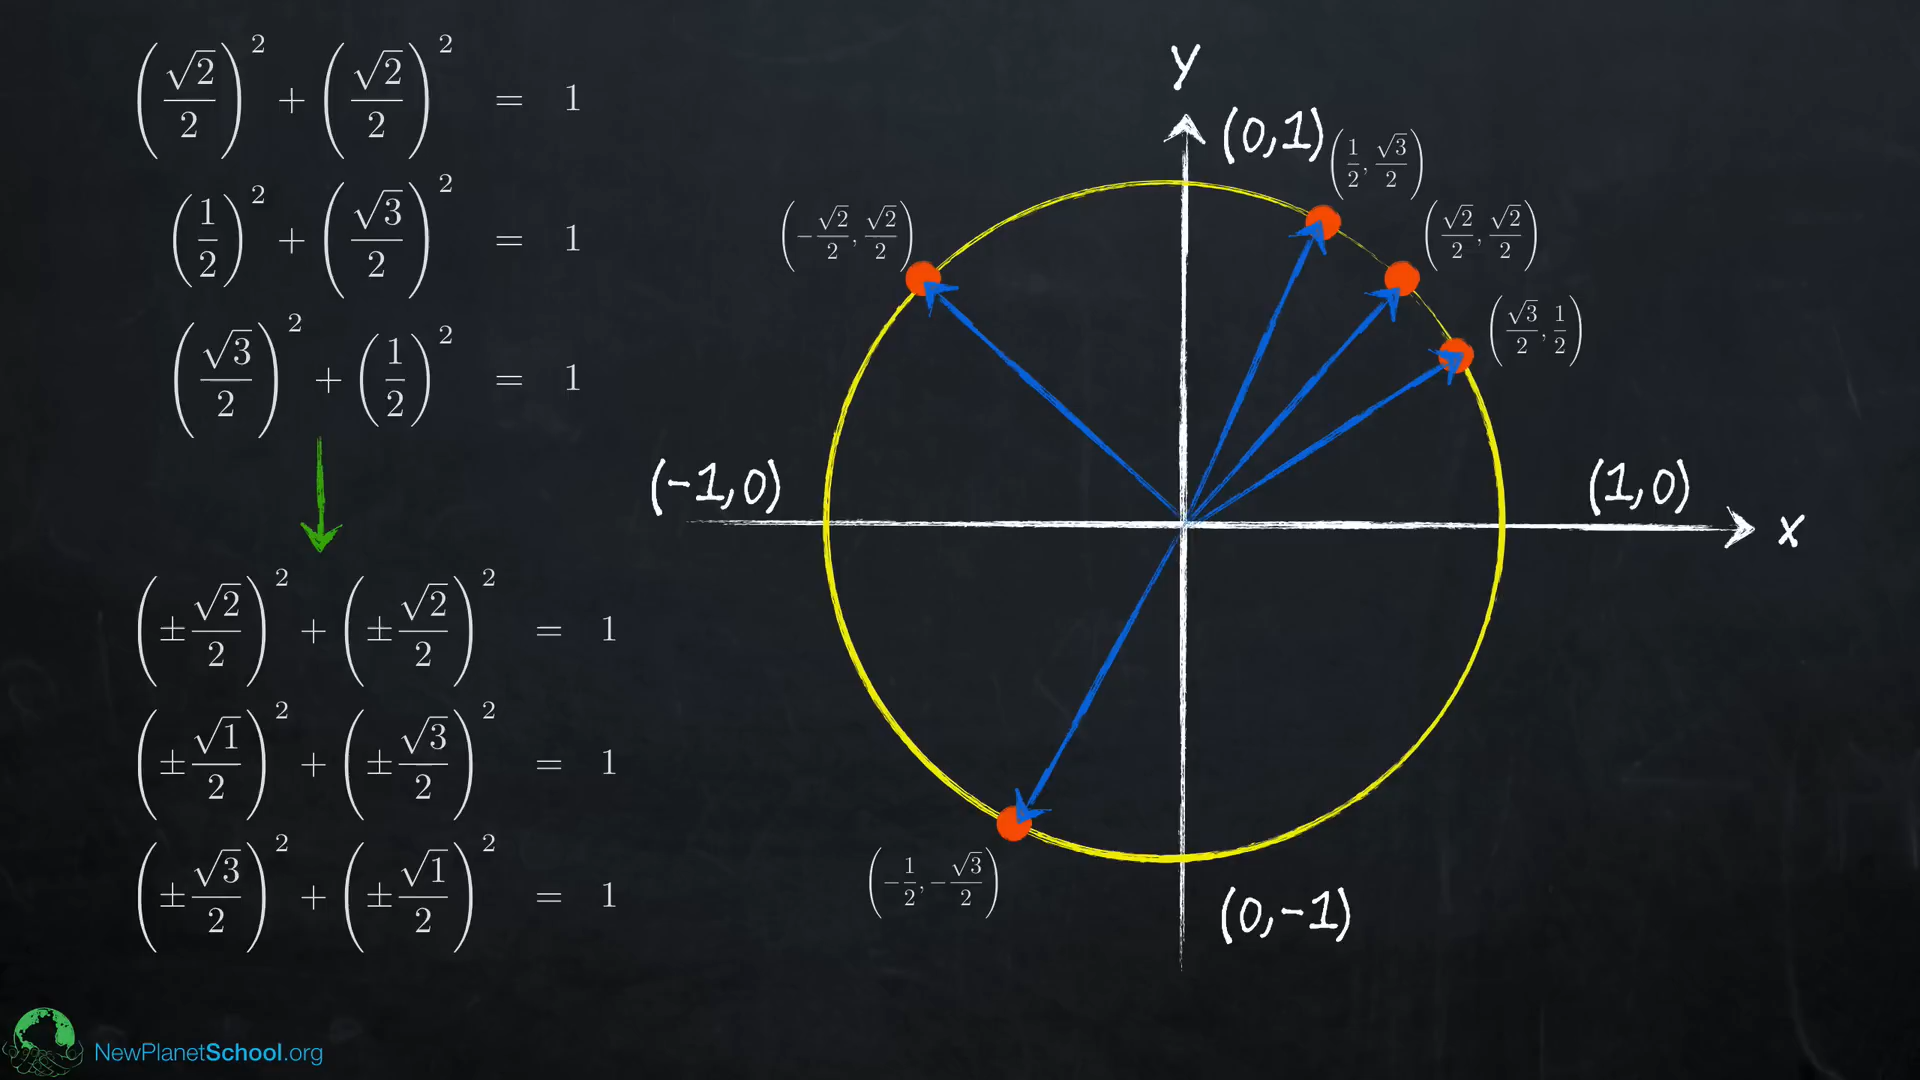 (√2/2)² + (√2/2)² = 1
(1/2)² + (√3/2)² = 1
(√3/2)² + (1/2)² = 1
(±√2/2)² + (±√2/2)² = 1
(±√1/2)² + (±√3/2)² = 1
(±√3/2)² + (±√1/2)² = 1
y
(0,1)
(1/2, √3/2)
(-√2/2, √2/2)
(√2/2, √2/2)
(√3/2, 1/2)
(-1,0)
(1,0)
x
(-1/2, -√3/2)
(0,-1)
NewPlanetSchool.org